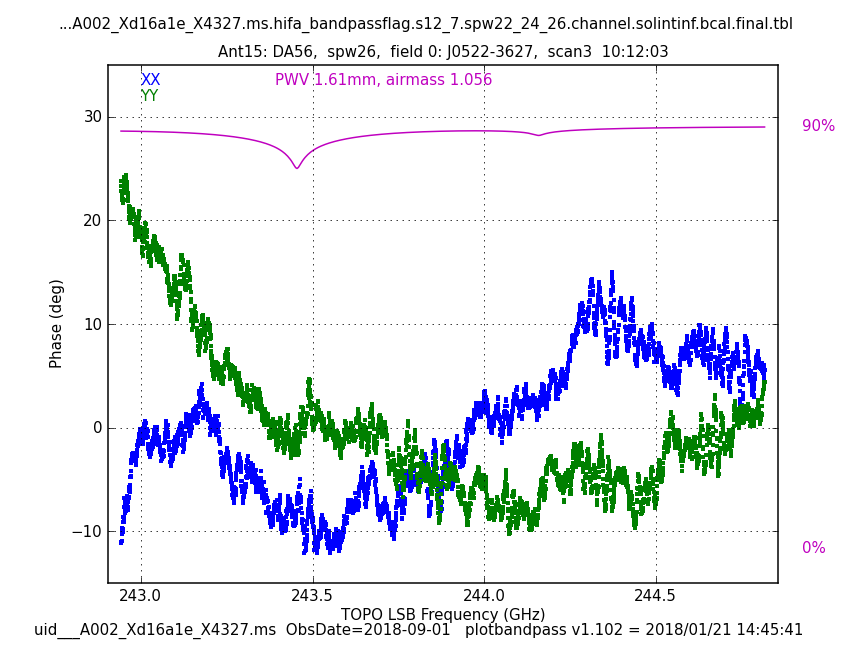 ...A002_Xd16a1e_X4327.ms.hifa_bandpassflag.s12_7.spw22_24_26.channel.solintinf.bcal.final.tbl
Ant15: DA56,  spw26,  field 0: J0522-3627,  scan3  10:12:03
XX
PWV 1.61mm, airmass 1.056
YY
30
90%
20
10
0
−10
0%
Phase (deg)
243.0
243.5
244.0
244.5
TOPO LSB Frequency (GHz)
uid___A002_Xd16a1e_X4327.ms  ObsDate=2018-09-01   plotbandpass v1.102 = 2018/01/21 14:45:41